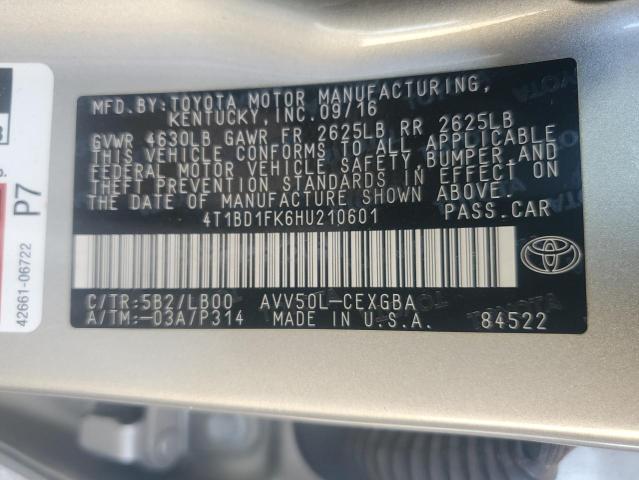 MFD.BY:TOYOTA MOTOR MANUFACTURING,
KENTUCKY, INC.09/16
GVWR 4630LB GAWR FR 2625LB RR 2625LB
THIS VEHICLE CONFORMS TO ALL APPLICABLE
FEDERAL MOTOR VEHICLE SAFETY, BUMPER, AND
THEFT PREVENTION STANDARDS IN EFFECT ON
THE DATE OF MANUFACTURE SHOWN ABOVE.
4T1BD1FK6HU210601 PASS.CAR
TOYOTA
C/TR:5B2/LB00 AVV50L-CEXGBA
A/TM:-03A/P314 MADE IN U.S.A. 84522
P7
42661-06722